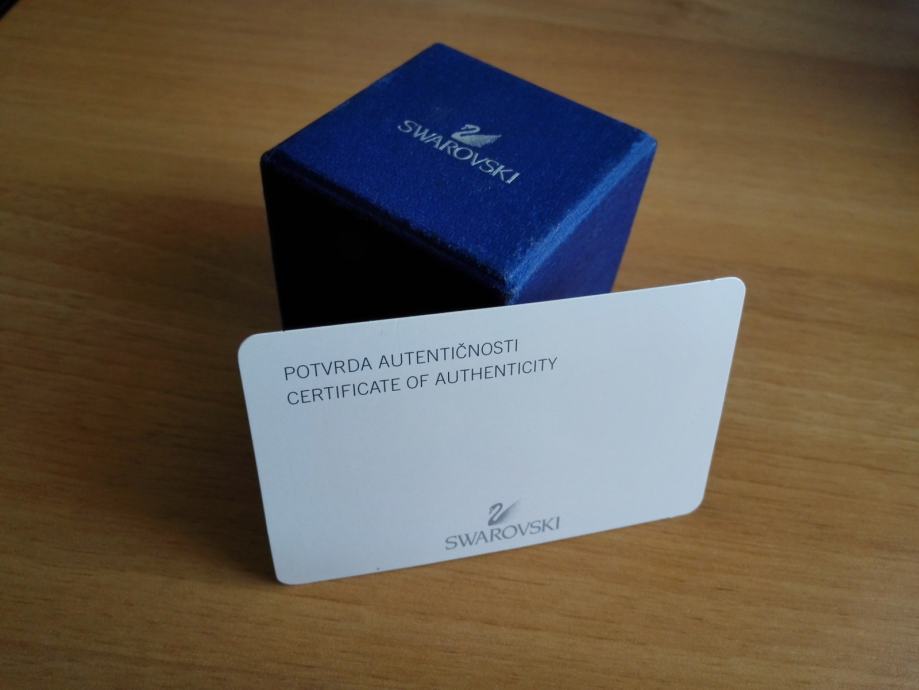 SWAROVSKI
POTVRDA AUTENTIČNOSTI
CERTIFICATE OF AUTHENTICITY
SWAROVSKI